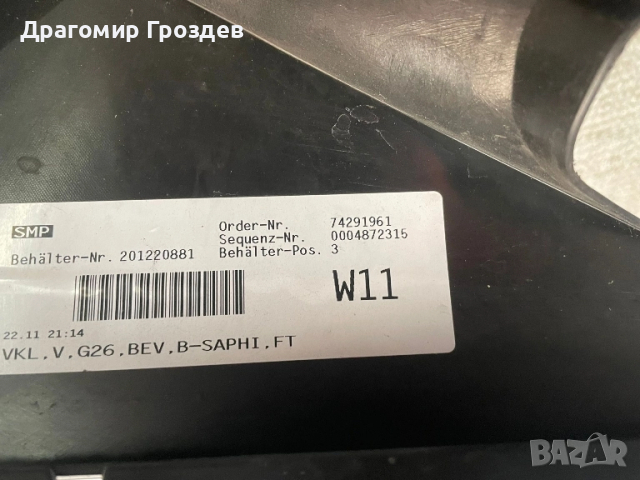 Драгомир Гроздев
SMP
Order-Nr. 74291961
Sequenz-Nr. 0004872315
Behälter-Nr. 201220881 Behälter-Pos. 3
W11
22.11 21:14
VKL.V.G26.BEV.B-SAPHI.FT
BAZAR